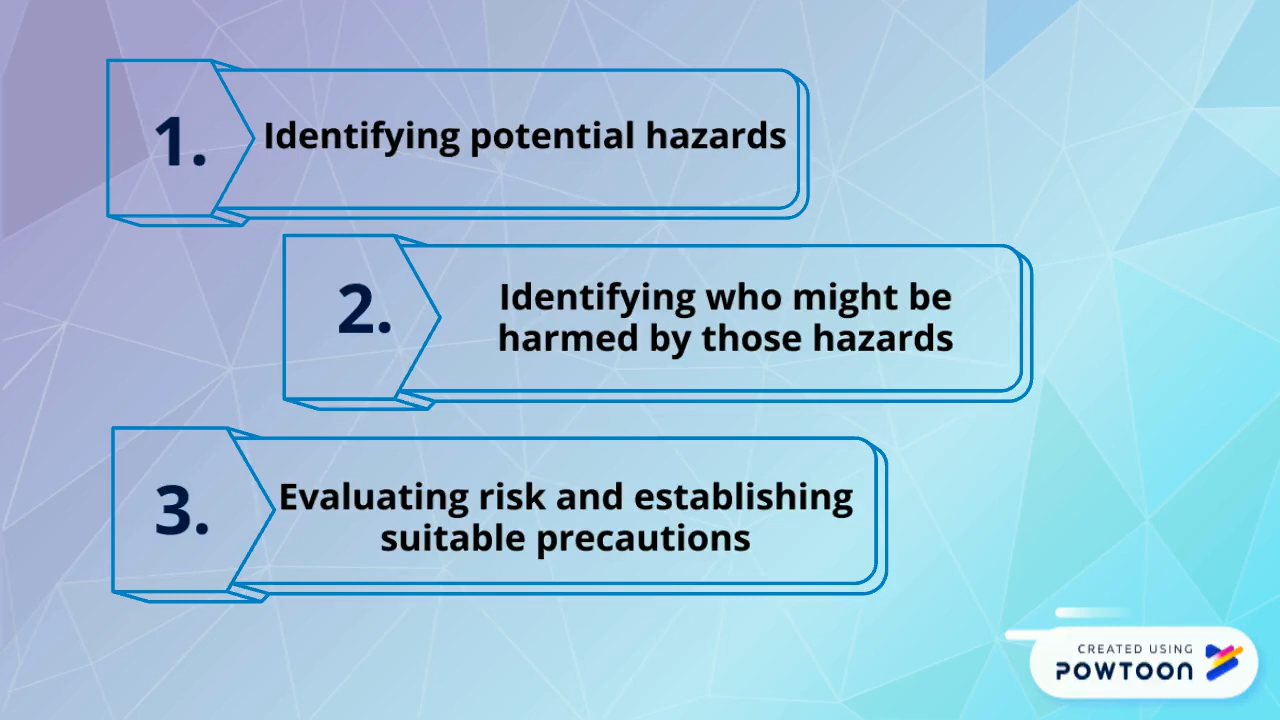 1.
Identifying potential hazards
2.
Identifying who might be
harmed by those hazards
3.
Evaluating risk and establishing
suitable precautions
CREATED USING
POWTOON